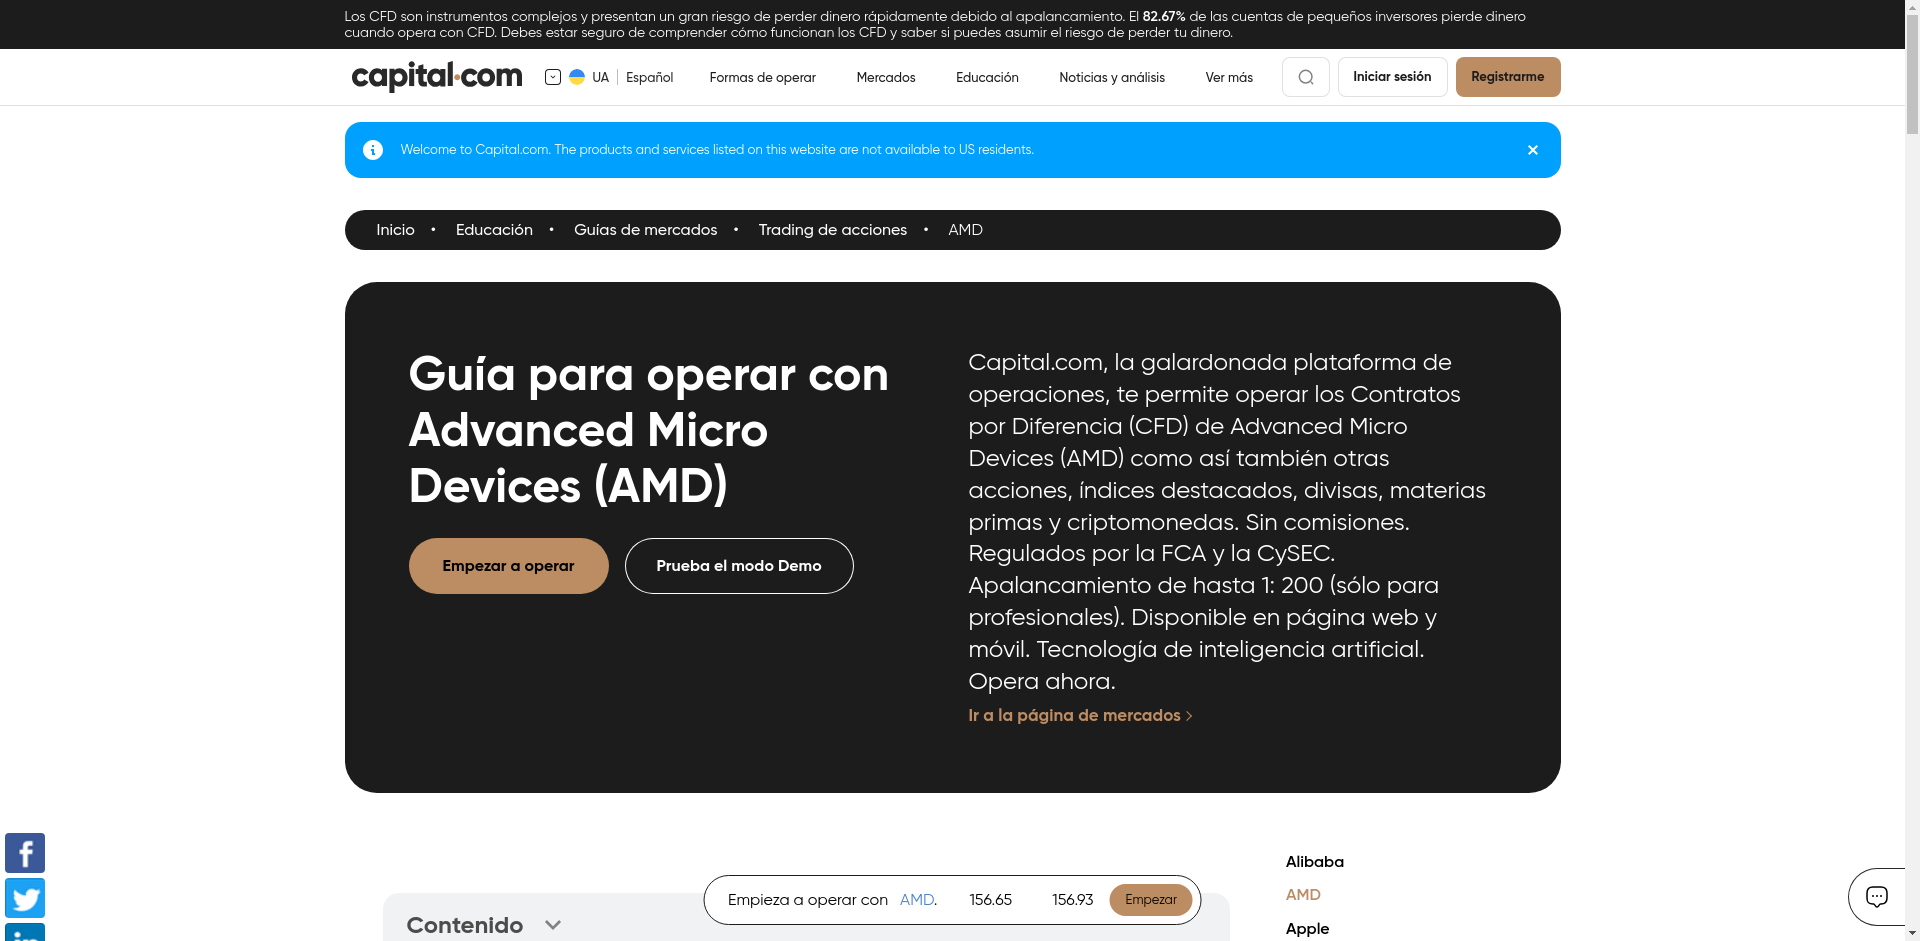 Los CFD son instrumentos complejos y presentan un gran riesgo de perder dinero rápidamente debido al apalancamiento. El 82.67% de las cuentas de pequeños inversores pierde dinero
cuando opera con CFD. Debes estar seguro de comprender cómo funcionan los CFD y saber si puedes asumir el riesgo de perder tu dinero.
capital.com UA Español Formas de operar Mercados Educación Noticias y análisis Ver más Iniciar sesión Registrarme
Welcome to Capital.com. The products and services listed on this website are not available to US residents.
Inicio • Educación • Guías de mercados • Trading de acciones • AMD
Guía para operar con
Advanced Micro
Devices (AMD)
Empezar a operar Prueba el modo Demo
Capital.com, la galardonada plataforma de
operaciones, te permite operar los Contratos
por Diferencia (CFD) de Advanced Micro
Devices (AMD) como así también otras
acciones, índices destacados, divisas, materias
primas y criptomonedas. Sin comisiones.
Regulados por la FCA y la CySEC.
Apalancamiento de hasta 1: 200 (sólo para
profesionales). Disponible en página web y
móvil. Tecnología de inteligencia artificial.
Opera ahora.
Ir a la página de mercados
Contenido
Empieza a operar con AMD. 156.65 156.93 Empezar
Alibaba
AMD
Apple